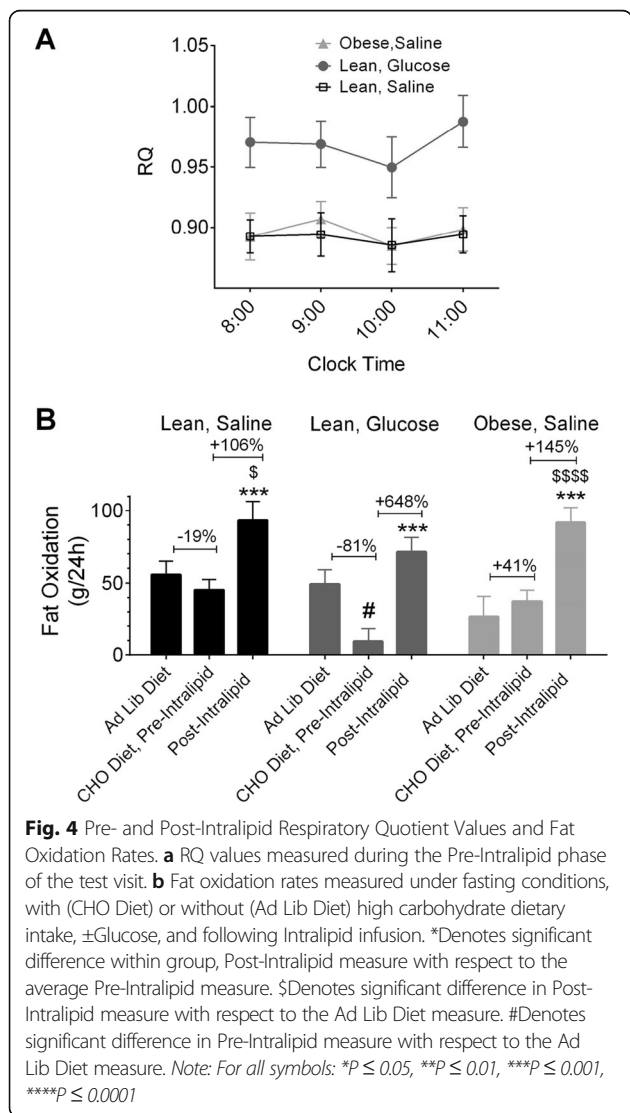 A
1.05
1.00
0.95
0.90
RQ
Obese,Saline
Lean, Glucose
Lean, Saline
8:00
9:00
10:00
11:00
Clock Time
B
Lean, Saline
Lean, Glucose
Obese, Saline
+106%
+145%
$
$$$$
***
+648%
***
***
-19%
-81%
+41%
#
100
50
0
Fat Oxidation
(g/24h)
Ad Lib Diet
CHO Diet, Pre-Intralipid
Post-Intralipid
Ad Lib Diet
CHO Diet, Pre-Intralipid
Post-Intralipid
Ad Lib Diet
CHO Diet, Pre-Intralipid
Post-Intralipid
Fig. 4 Pre- and Post-Intralipid Respiratory Quotient Values and Fat
Oxidation Rates. a RQ values measured during the Pre-Intralipid phase
of the test visit. b Fat oxidation rates measured under fasting conditions,
with (CHO Diet) or without (Ad Lib Diet) high carbohydrate dietary
intake, ±Glucose, and following Intralipid infusion. *Denotes significant
difference within group, Post-Intralipid measure with respect to the
average Pre-Intralipid measure. $Denotes significant difference in Post-
Intralipid measure with respect to the Ad Lib Diet measure. #Denotes
significant difference in Pre-Intralipid measure with respect to the Ad
Lib Diet measure. Note: For all symbols: *P ≤ 0.05, **P ≤ 0.01, ***P ≤ 0.001,
****P ≤ 0.0001